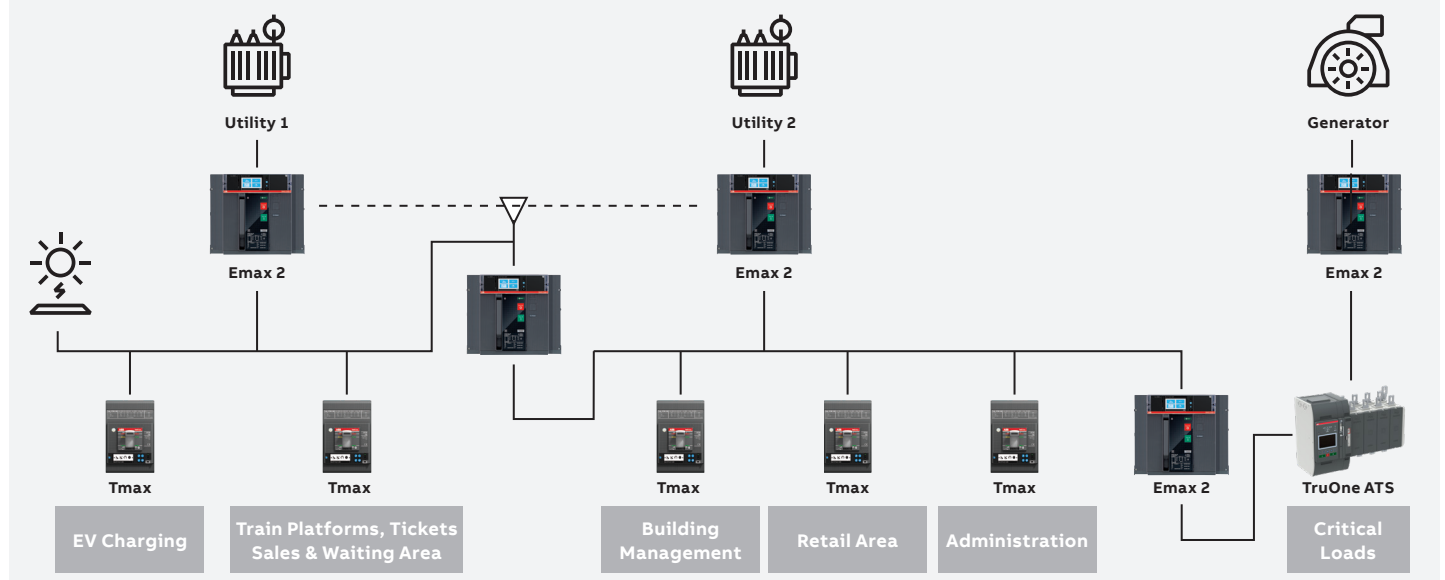 Utility 1
Utility 2
Generator
Emax 2
Emax 2
Emax 2
Tmax
Tmax
Tmax
Tmax
Tmax
Emax 2
TruOne ATS
EV Charging
Train Platforms, Tickets
Sales & Waiting Area
Building
Management
Retail Area
Administration
Critical
Loads